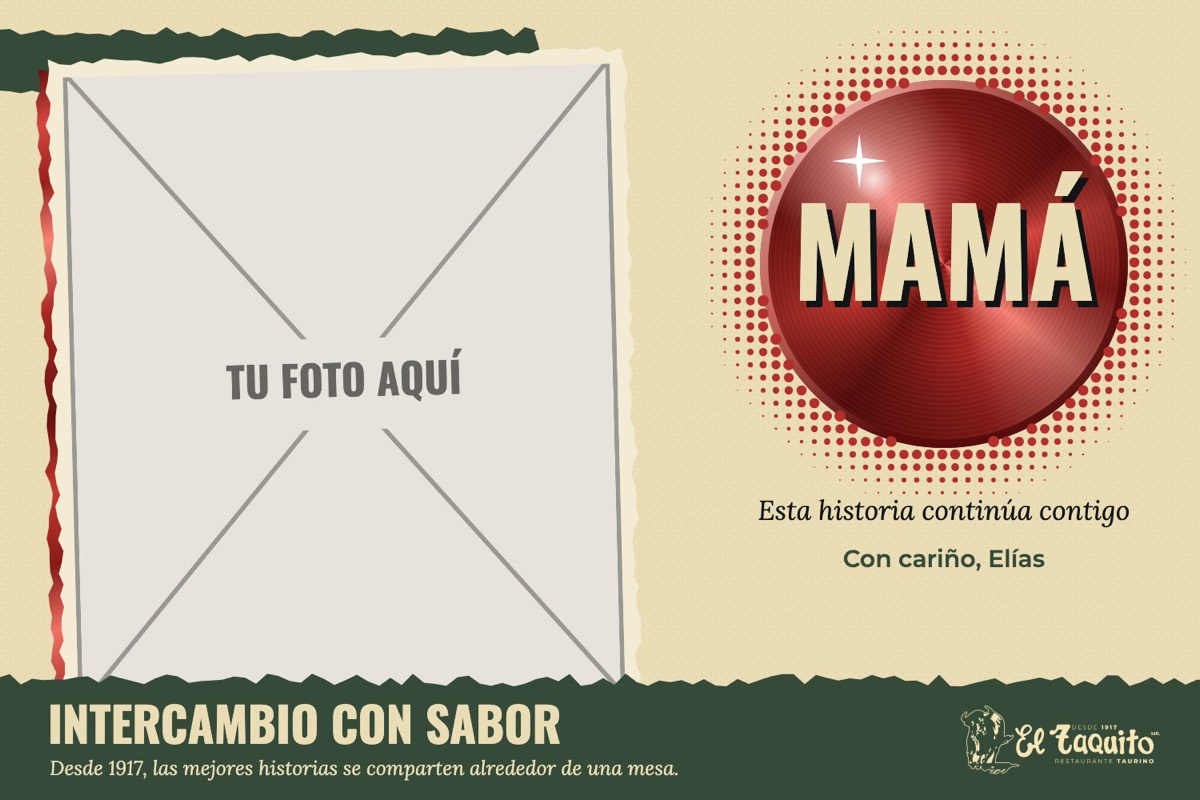 TU FOTO AQUÍ
MAMÁ
Esta historia continúa contigo
Con cariño, Elías
INTERCAMBIO CON SABOR
Desde 1917, las mejores historias se comparten alrededor de una mesa.
DESDE 1917
El Taquito MR.
RESTAURANTE TAURINO